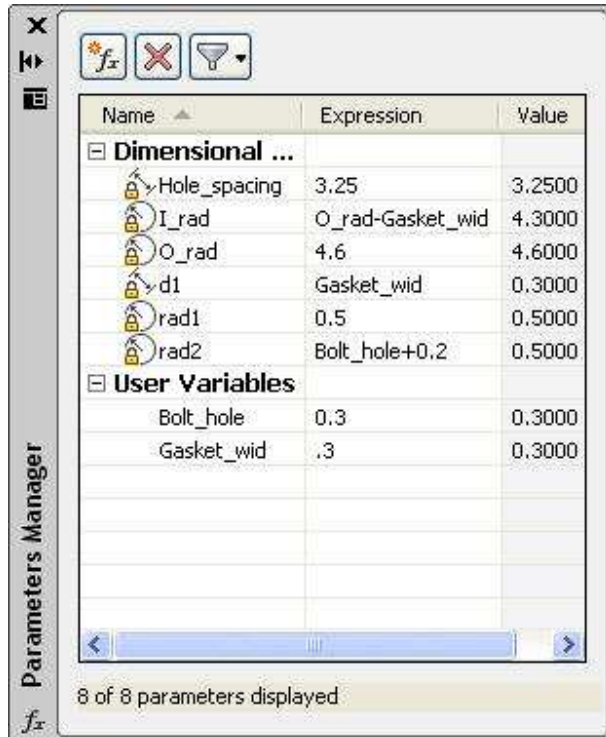 fx
Name Expression Value
Dimensional ...
Hole_spacing 3.25 3.2500
I_rad O_rad-Gasket_wid 4.3000
O_rad 4.6 4.6000
d1 Gasket_wid 0.3000
rad1 0.5 0.5000
rad2 Bolt_hole+0.2 0.5000
User Variables
Bolt_hole 0.3 0.3000
Gasket_wid .3 0.3000
8 of 8 parameters displayed
Parameters Manager
fx